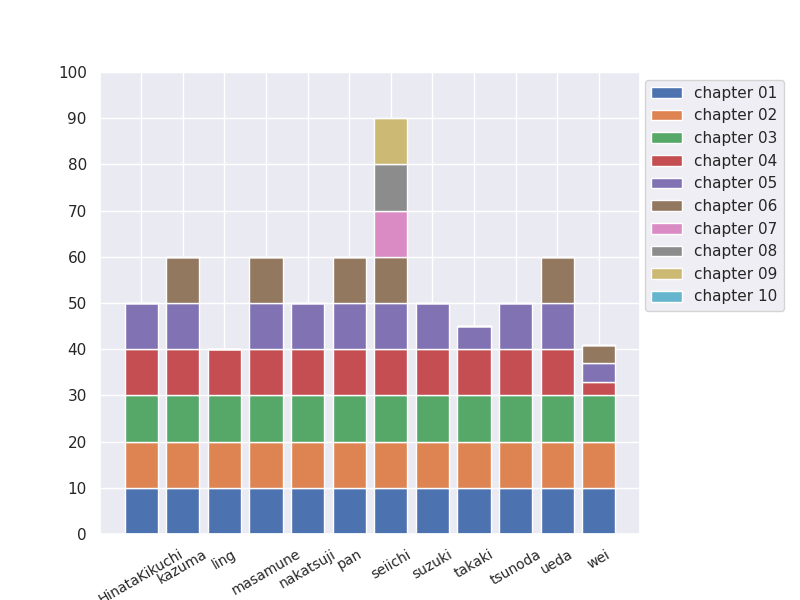 100
90
80
70
60
50
40
30
20
10
0
HinataKikuchi
kazuma
ling
masamune
nakatsuji
pan
seiichi
suzuki
takaki
tsunoda
ueda
wei
chapter 01
chapter 02
chapter 03
chapter 04
chapter 05
chapter 06
chapter 07
chapter 08
chapter 09
chapter 10